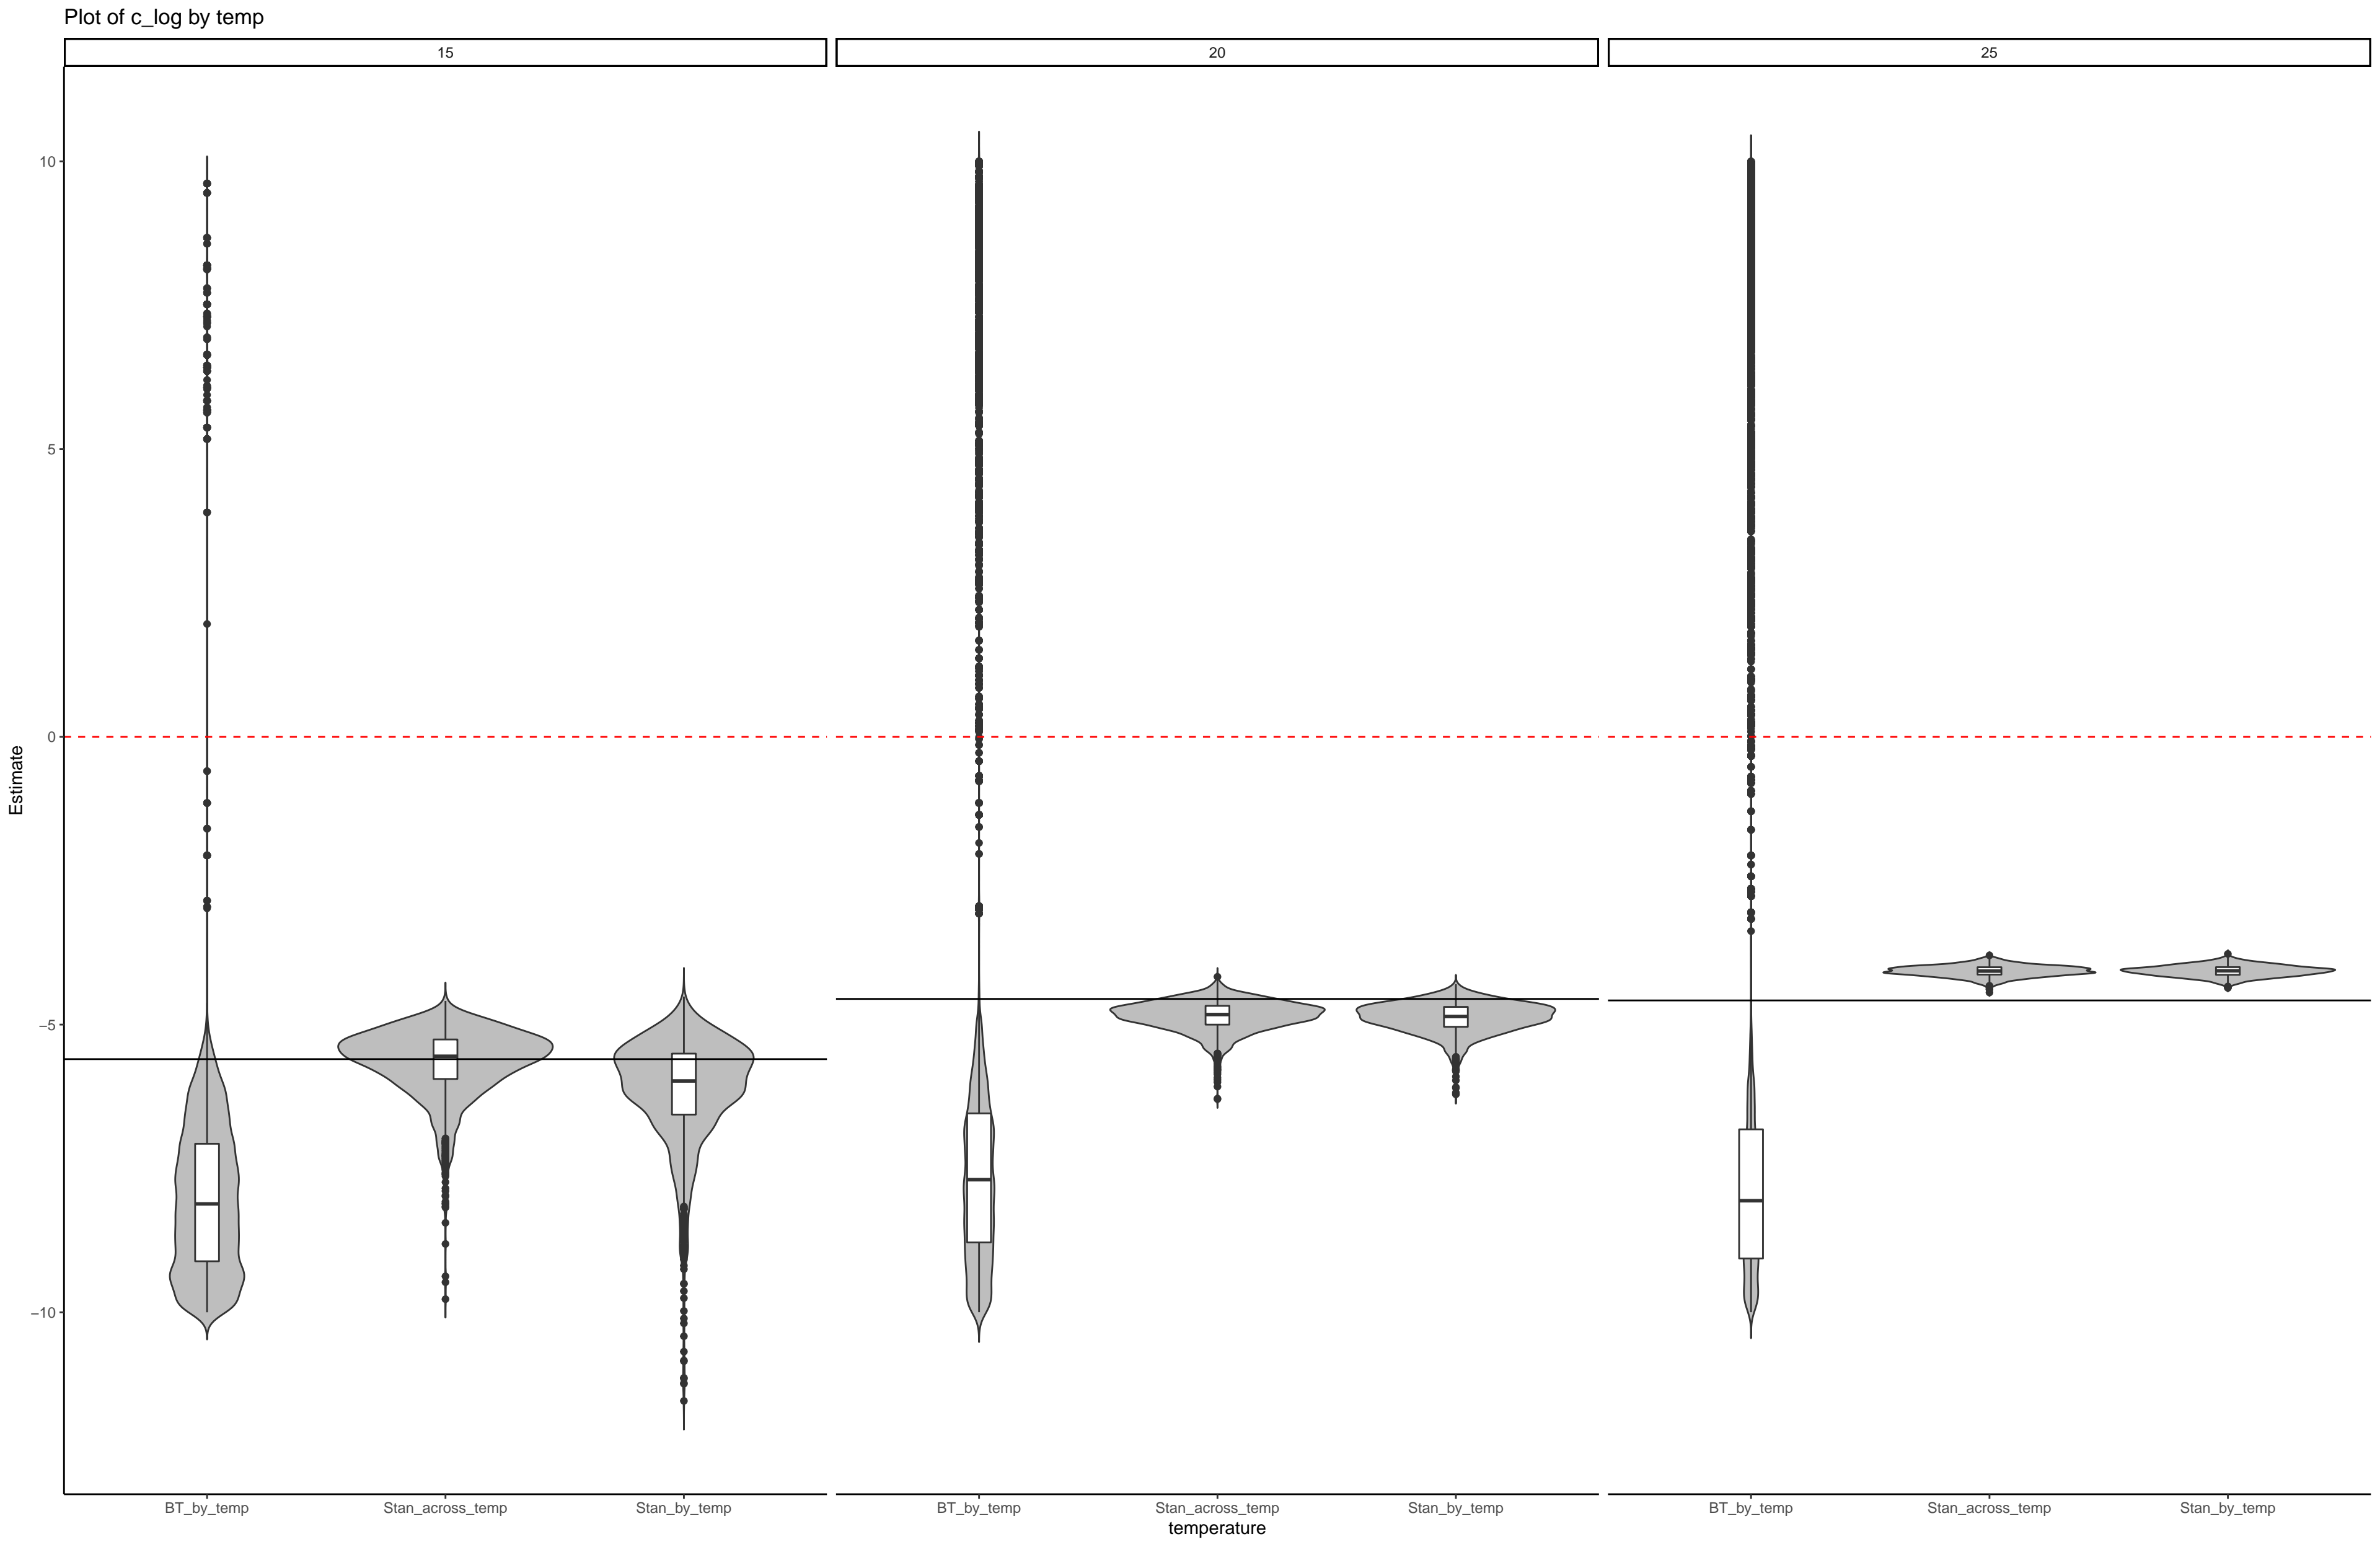 Plot of c_log by temp
15 20 25
10
5
0
−5
−10
Estimate
BT_by_temp Stan_across_temp Stan_by_temp BT_by_temp Stan_across_temp Stan_by_temp BT_by_temp Stan_across_temp Stan_by_temp
temperature